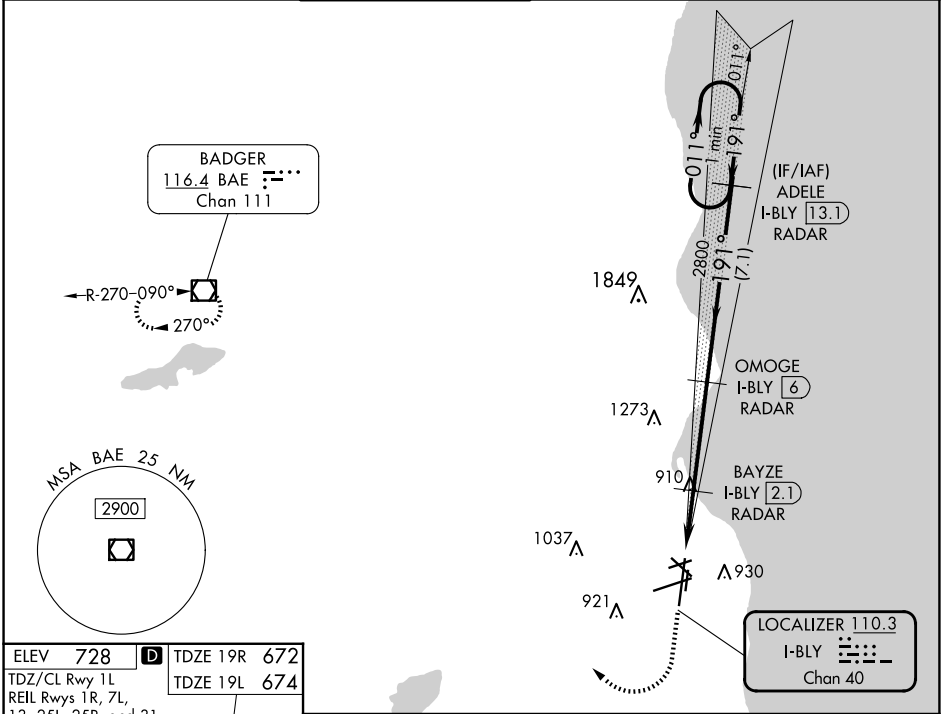 BADGER
116.4 BAE
Chan 111
R-270-090°
270°
011°
011°
1 min
191°
(IF/IAF)
ADELE
I-BLY 13.1
RADAR
2800
191°
(7.1)
1849
OMOGE
I-BLY 6
RADAR
1273
MSA BAE 25 NM
2900
910
BAYZE
I-BLY 2.1
RADAR
1037
930
921
LOCALIZER 110.3
I-BLY
Chan 40
ELEV 728 D TDZE 19R 672
TDZE 19L 674
TDZ/CL Rwy 1L
REIL Rwys 1R, 7L,